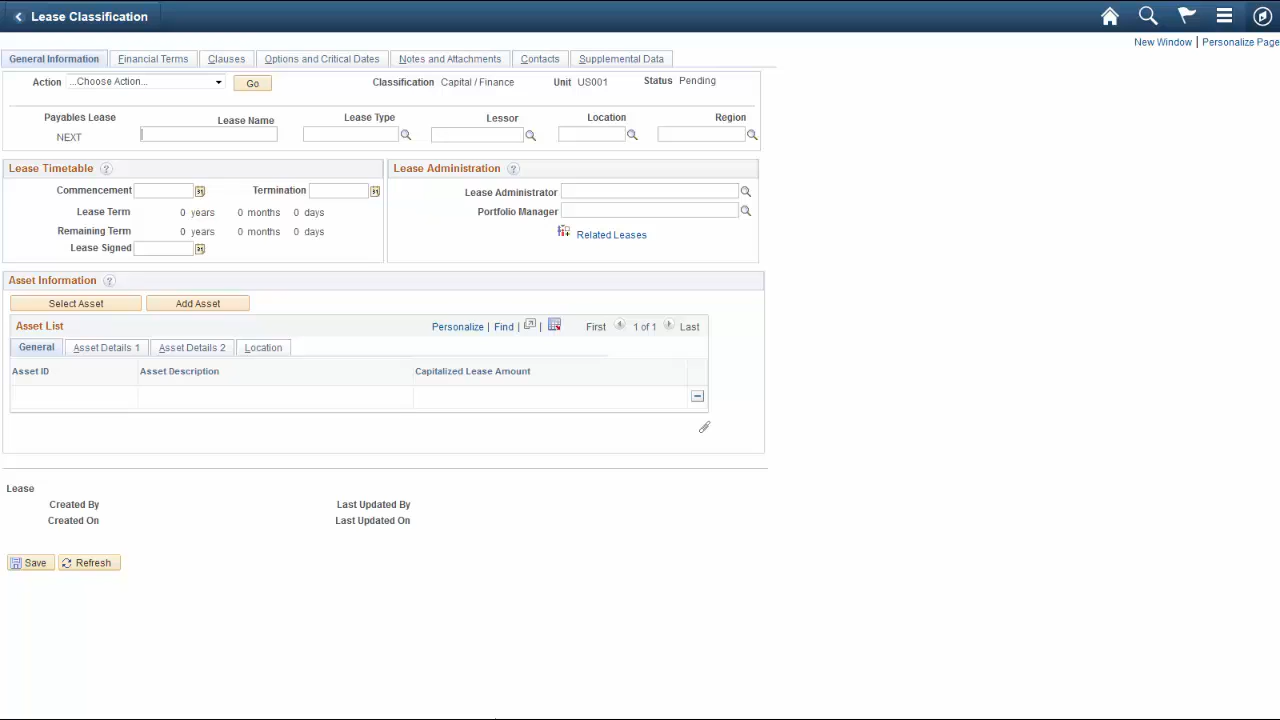 Lease Classification
New Window | Personalize Page
General Information Financial Terms Clauses Options and Critical Dates Notes and Attachments Contacts Supplemental Data
Action ...Choose Action... Go Classification Capital / Finance Unit US001 Status Pending
Payables Lease Lease Name Lease Type Lessor Location Region
NEXT
Lease Timetable Lease Administration
Commencement Termination Lease Administrator
Lease Term 0 years 0 months 0 days Portfolio Manager
Remaining Term 0 years 0 months 0 days Related Leases
Lease Signed
Asset Information
Select Asset Add Asset
Asset List Personalize | Find | | First 1 of 1 Last
General Asset Details 1 Asset Details 2 Location
Asset ID Asset Description Capitalized Lease Amount
Lease
Created By Last Updated By
Created On Last Updated On
Save Refresh